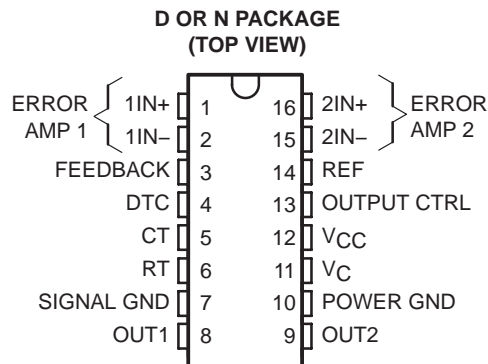 D OR N PACKAGE
(TOP VIEW)
ERROR AMP 1
1IN+ 1 16 2IN+
ERROR AMP 2
1IN– 2 15 2IN–
FEEDBACK 3 14 REF
DTC 4 13 OUTPUT CTRL
CT 5 12 VCC
RT 6 11 VC
SIGNAL GND 7 10 POWER GND
OUT1 8 9 OUT2